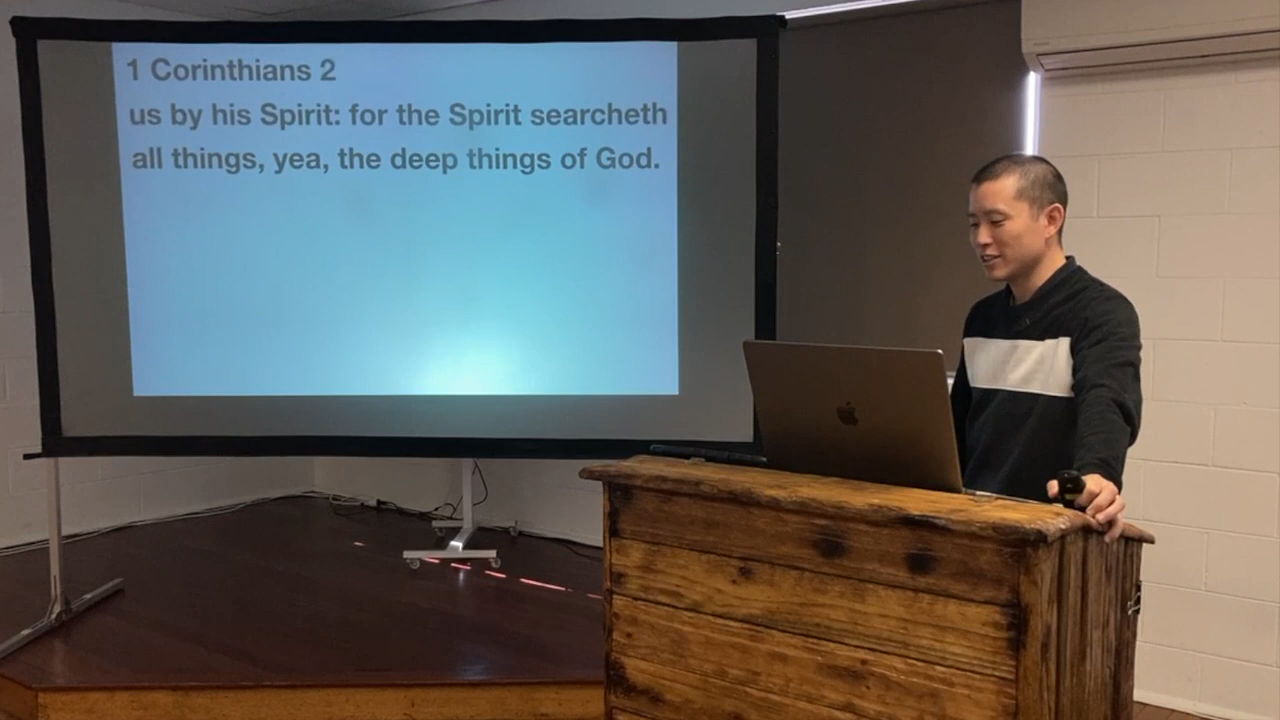 1 Corinthians 2
us by his Spirit: for the Spirit searcheth
all things, yea, the deep things of God.